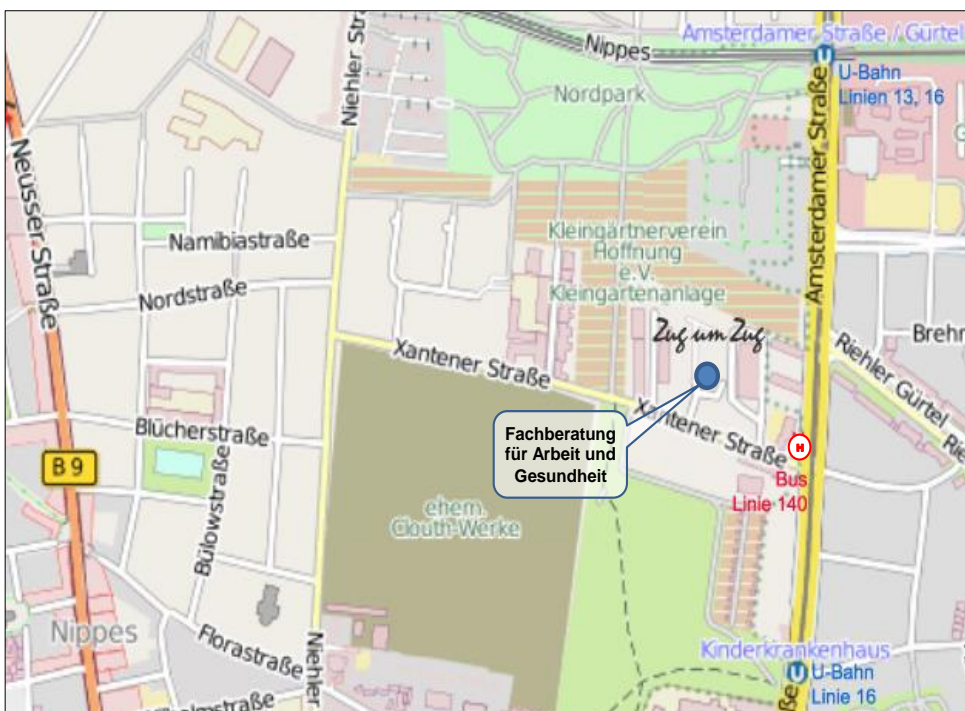 Amsterdamer Straße / Gürtel
Nippes
U-Bahn
Linien 13, 16
Niehler Str
Nordpark
Amsterdamer Straße
Neusser Straße
Namibiastraße
Kleingärtnerverein
Hoffnung
e.V.
Kleingartenanlage
Nordstraße
Zug um Zug
Brehm
Riehler Gürtel
Xantener Straße
Xantener Straße
Fachberatung
für Arbeit und
Gesundheit
Blücherstraße
H
Bus
Linie 140
B 9
Bülowstraße
ehem.
Clouth-Werke
Nippes
Florastraße
Niehler
Kinderkrankenhaus
U-Bahn
Linie 16